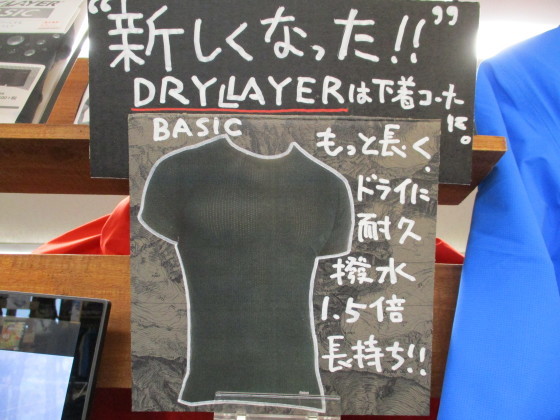 “新しくなった!!”
DRYLAYERは下着コーナーに。
BASIC
もっと長く、
ドライに
耐久
撥水
1.5倍
長持ち!!